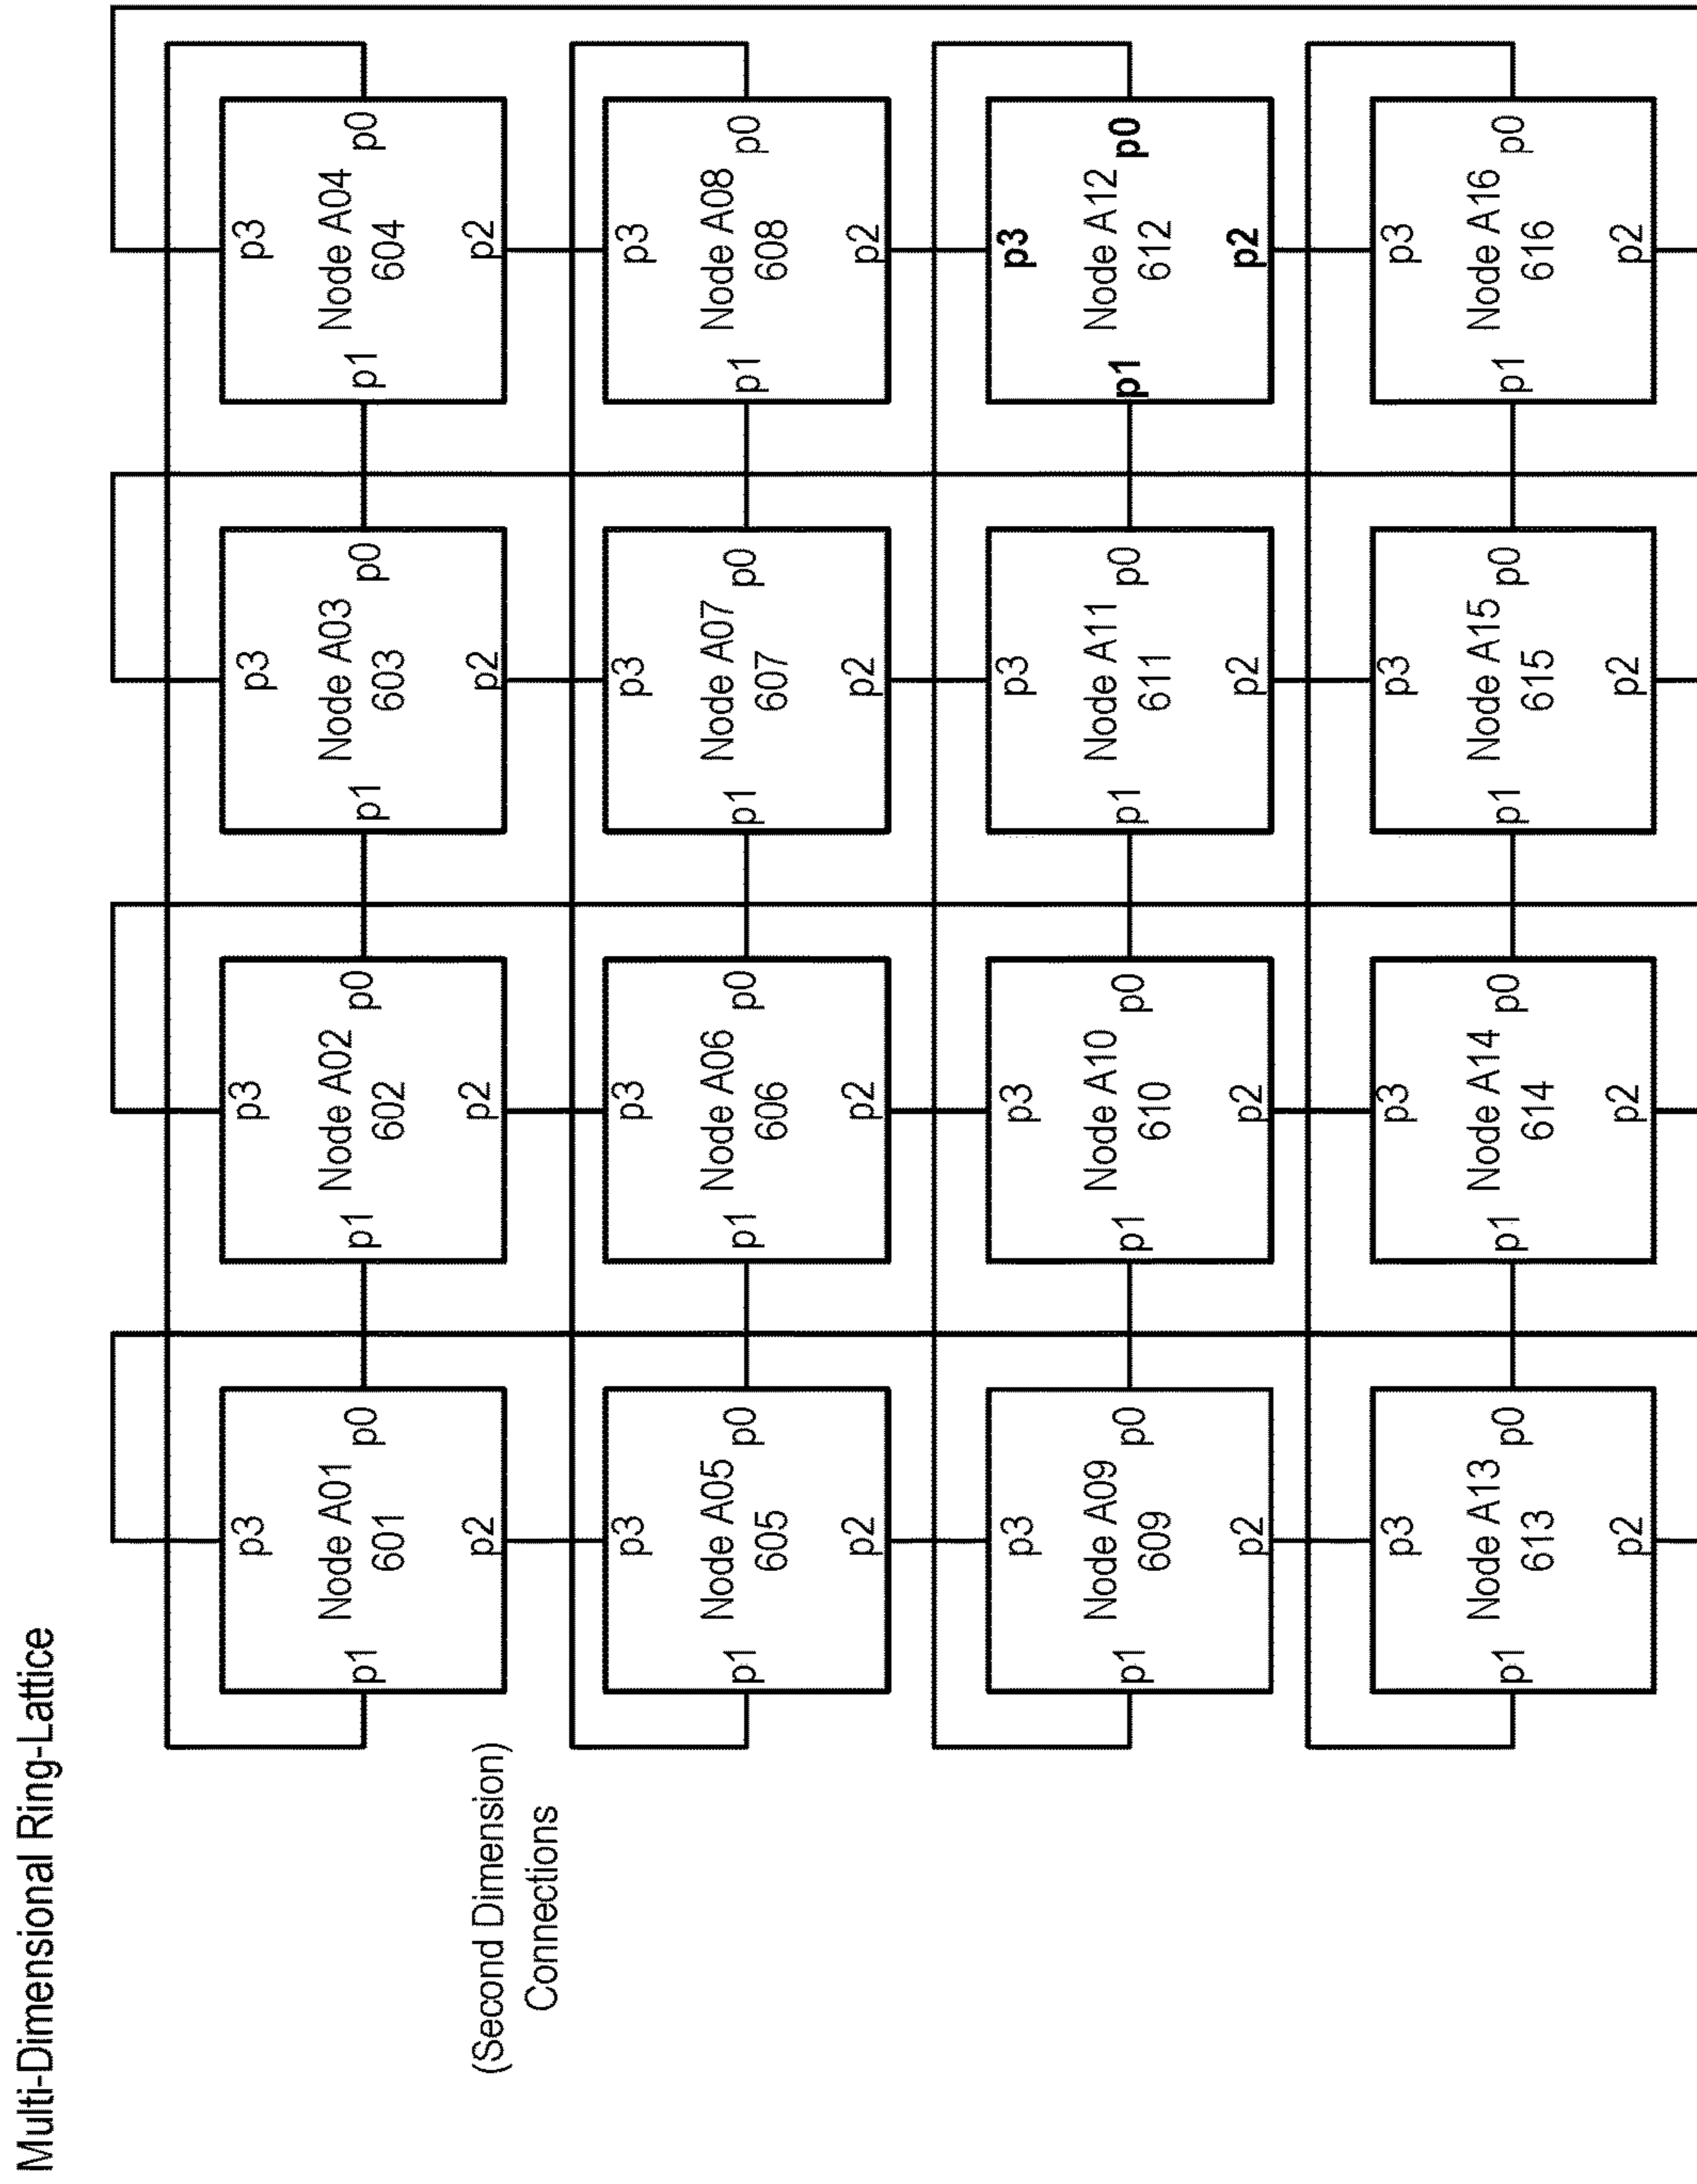 Multi-Dimensional Ring-Lattice
p3
Node A01
p1
p0
601
p2
p3
Node A02
p1
p0
602
p2
p3
Node A03
p1
p0
603
p2
p3
Node A04
p1
p0
604
p2
(Second Dimension)
Connections
p3
Node A05
p1
p0
605
p2
p3
Node A06
p1
p0
606
p2
p3
Node A07
p1
p0
607
p2
p3
Node A08
p1
p0
608
p2
p3
Node A09
p1
p0
609
p2
p3
Node A10
p1
p0
610
p2
p3
Node A11
p1
p0
611
p2
p3
Node A12
p1
p0
612
p2
p3
Node A13
p1
p0
613
p2
p3
Node A14
p1
p0
614
p2
p3
Node A15
p1
p0
615
p2
p3
Node A16
p1
p0
616
p2